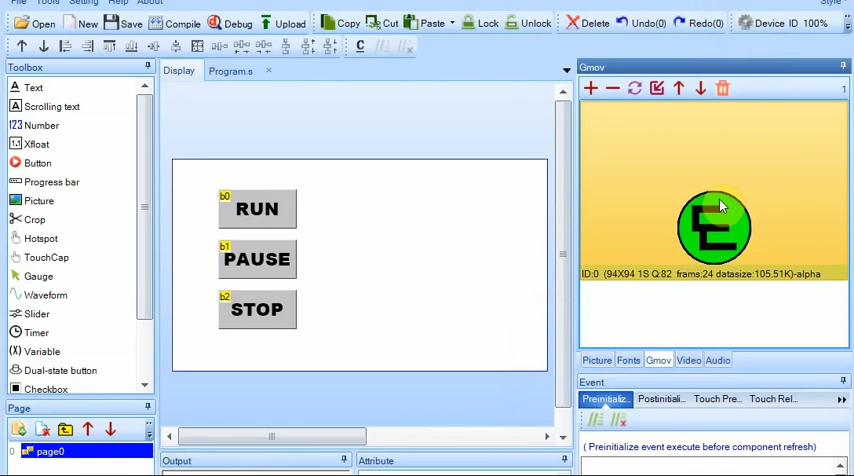 File Tools Setting Help About Style
Open New Save Compile Debug Upload Copy Cut Paste Lock Unlock Delete Undo(0) Redo(0) Device ID 100%
Toolbox
Text
Scrolling text
Number
Xfloat
Button
Progress bar
Picture
Crop
Hotspot
TouchCap
Gauge
Waveform
Slider
Timer
Variable
Dual-state button
Checkbox
Page
0 page0
Display Program.s
b0
RUN
b1
PAUSE
b2
STOP
Output Attribute
Gmov
1
ID:0 (94X94 1S Q:82 frams:24 datasize:105.51K)-alpha
Picture Fonts Gmov Video Audio
Event
Preinitializ... Postinitiali... Touch Pre... Touch Rel...
( Preinitialize event execute before component refresh)